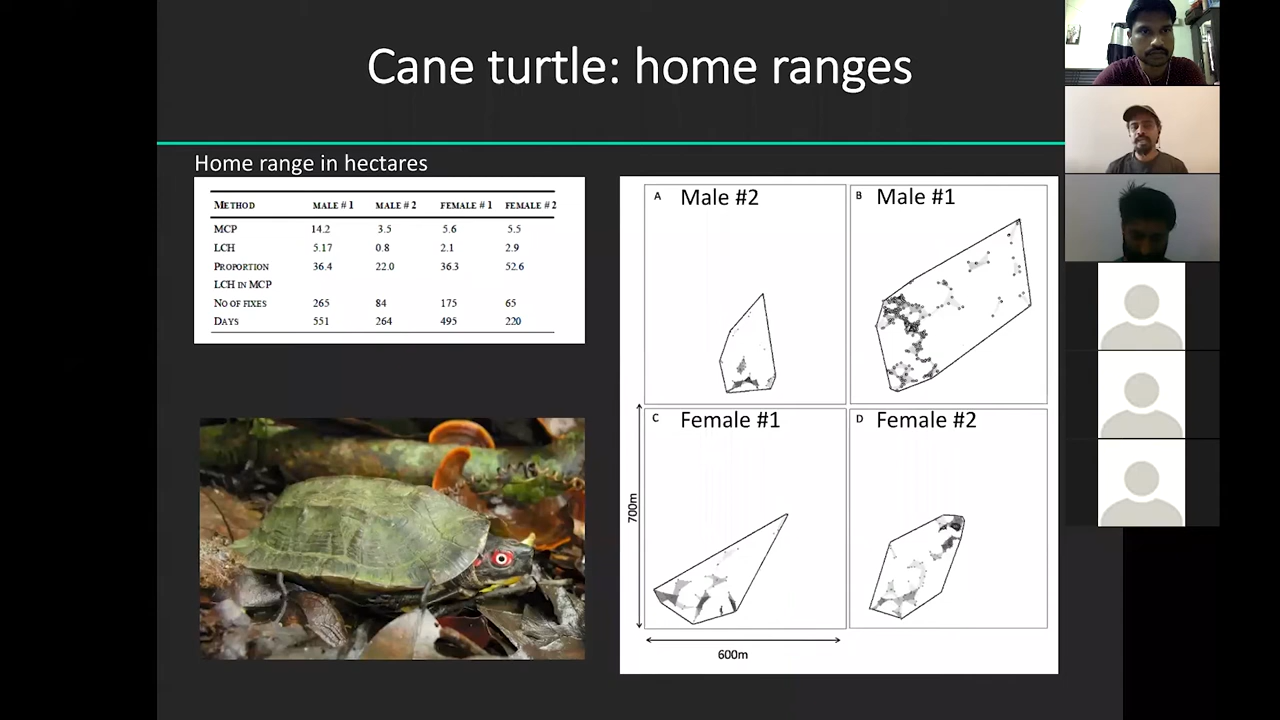 Cane turtle: home ranges
Home range in hectares
METHOD MALE # 1 MALE # 2 FEMALE # 1 FEMALE # 2
MCP 14.2 3.5 5.6 5.5
LCH 5.17 0.8 2.1 2.9
PROPORTION 36.4 22.0 36.3 52.6
LCH IN MCP
NO OF FIXES 265 84 175 65
DAYS 551 264 495 220
A Male #2
B Male #1
C Female #1
D Female #2
700m
600m